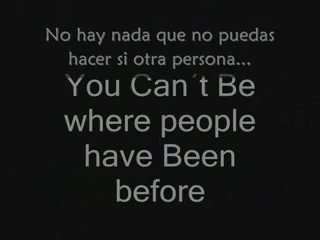 No hay nada que no puedas
hacer si otra persona...
You Can´t Be
where people
have Been
before